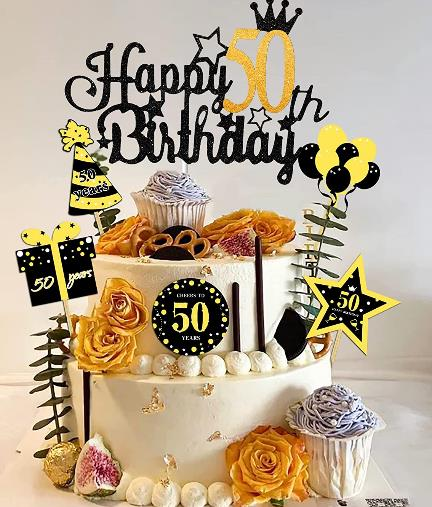 Happy 50th
Birthday
50
years
50 years
CHEERS TO
50
YEARS
50